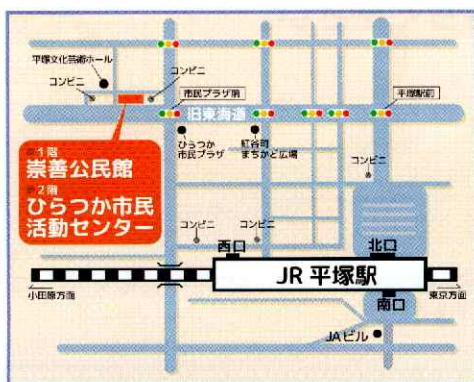 平塚文化芸術ホール
コンビニ
コンビニ
市民プラザ前
平塚駅前
旧東海道
ひらつか
市民プラザ
紅谷町
まちかど広場
コンビニ
●1階
崇善公民館
●2階
ひらつか市民
活動センター
コンビニ
コンビニ
西口
北口
JR 平塚駅
小田原方面
東京方面
南口
JAビル